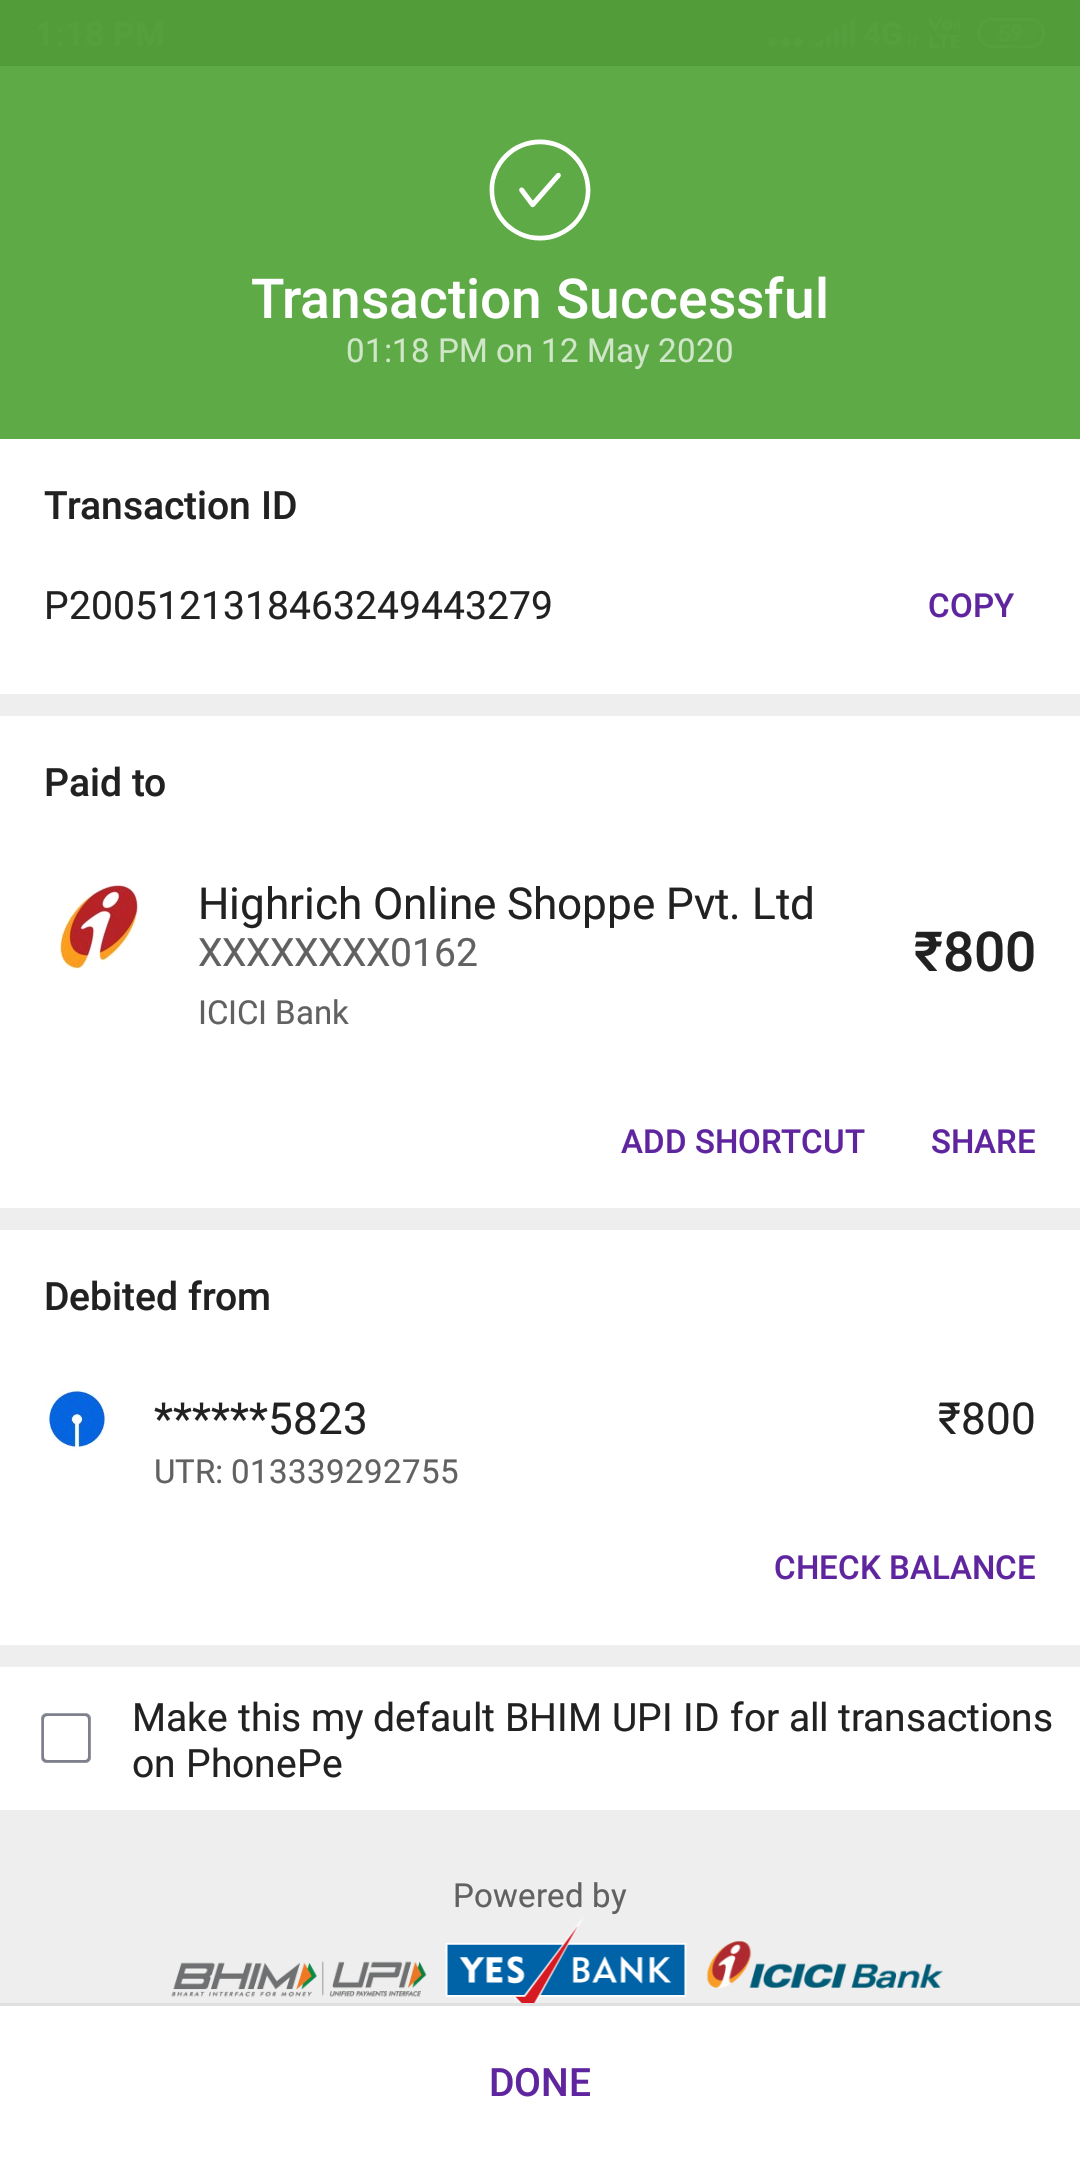 1:18 PM
4G
Transaction Successful
01:18 PM on 12 May 2020
Transaction ID
P2005121318463249443279
COPY
Paid to
Highrich Online Shoppe Pvt. Ltd
XXXXXXXX0162
₹800
ICICI Bank
ADD SHORTCUT SHARE
Debited from
******5823 ₹800
UTR: 013339292755
CHECK BALANCE
Make this my default BHIM UPI ID for all transactions
on PhonePe
Powered by
BHIM UPI YES BANK ICICI Bank
BHARAT INTERFACE FOR MONEY UNIFIED PAYMENTS INTERFACE
DONE